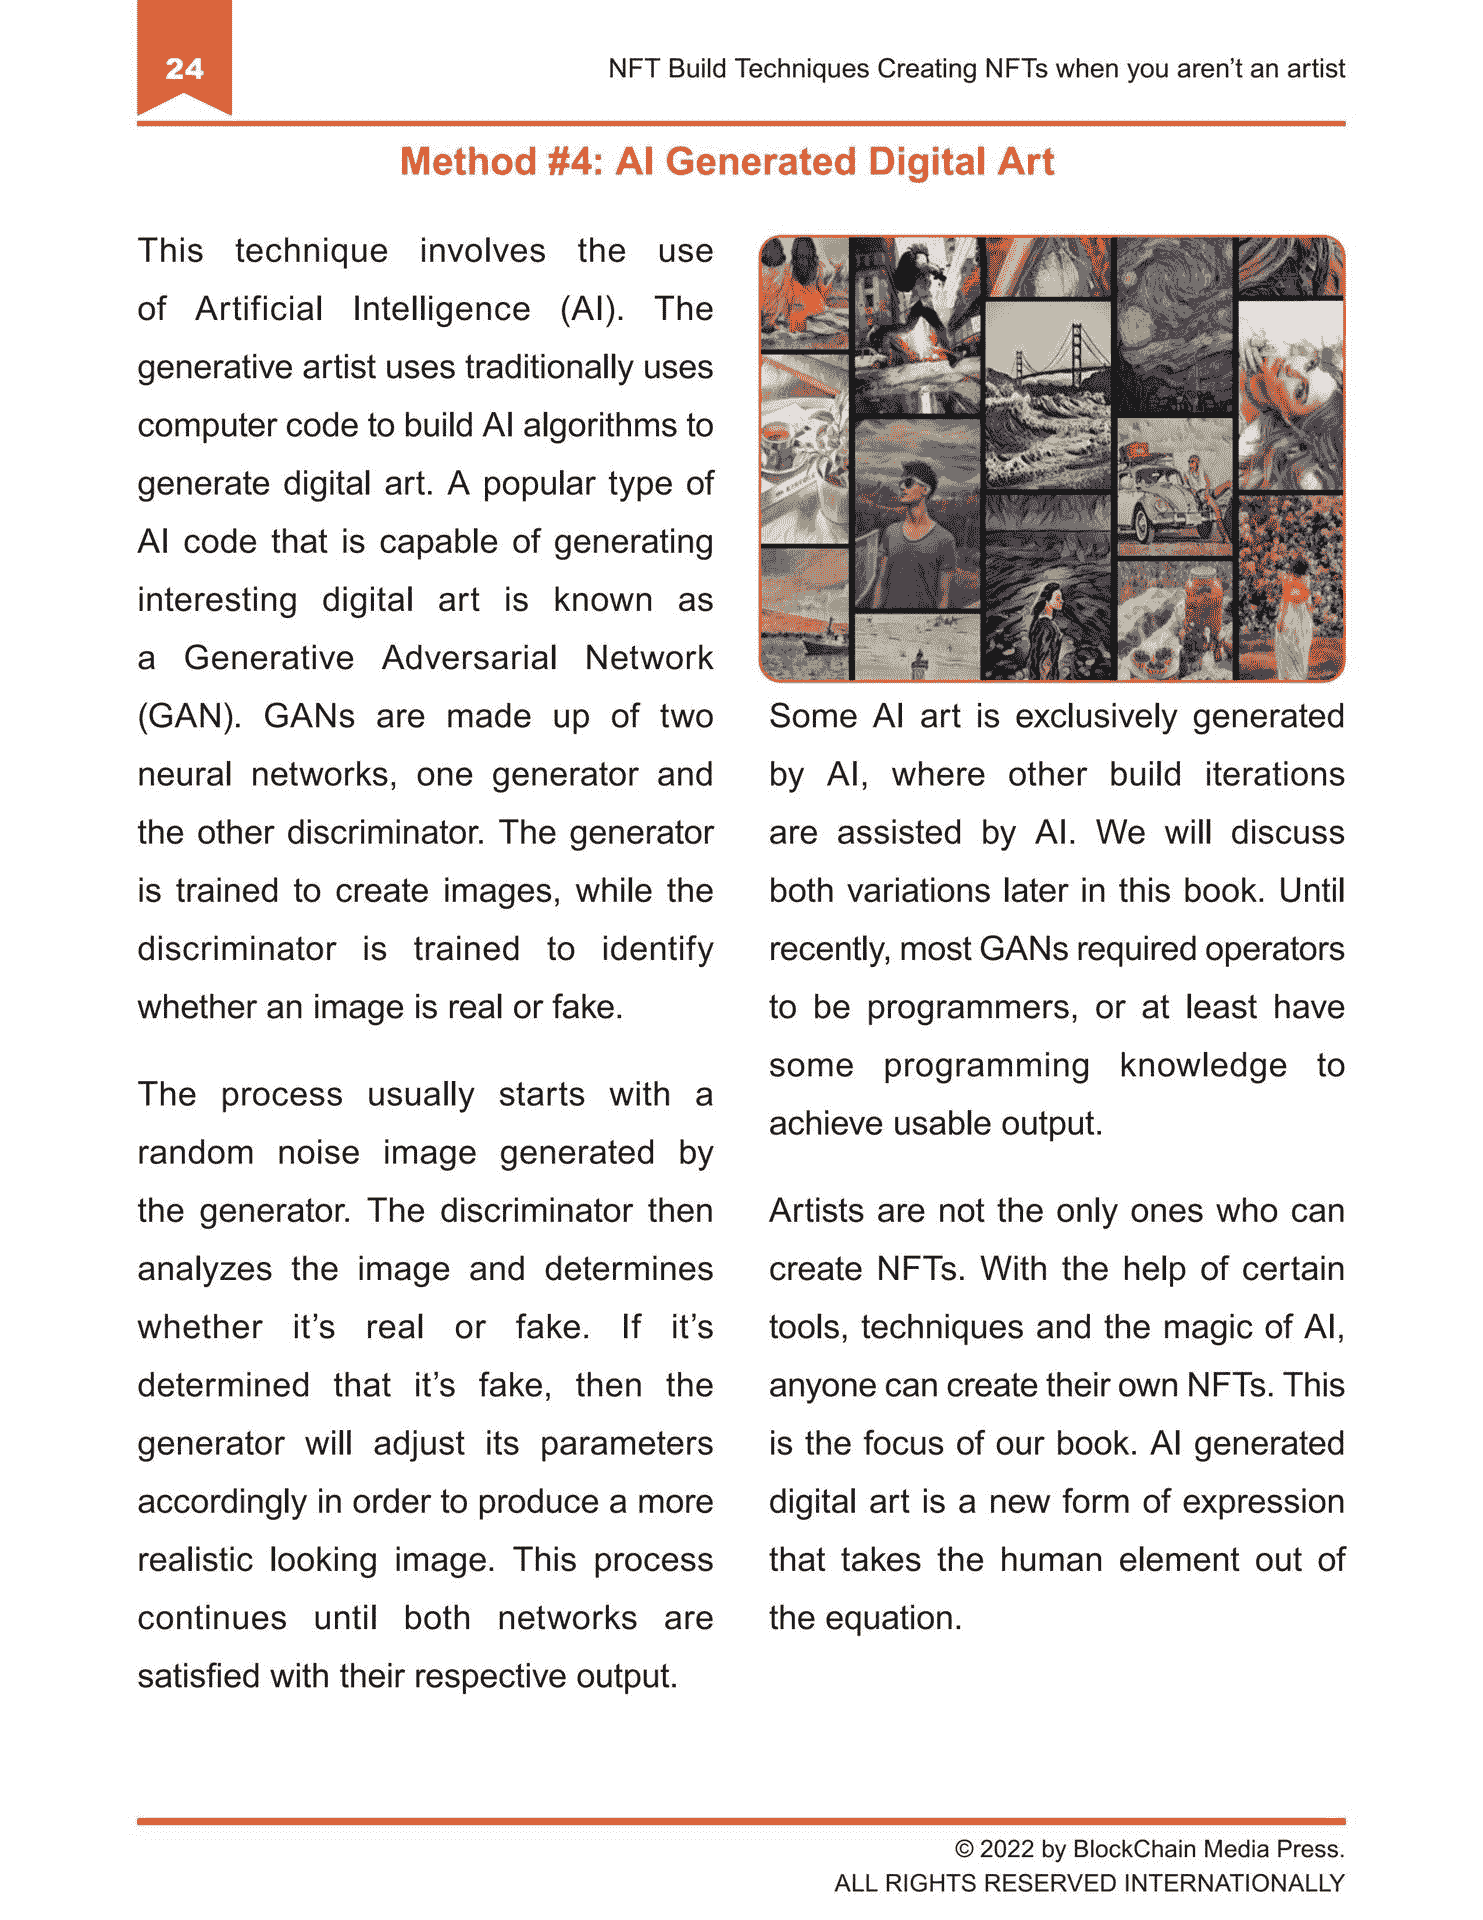 24
NFT Build Techniques Creating NFTs when you aren’t an artist
Method #4: AI Generated Digital Art
This technique involves the use
of Artificial Intelligence (AI). The
generative artist uses traditionally uses
computer code to build AI algorithms to
generate digital art. A popular type of
AI code that is capable of generating
interesting digital art is known as
a Generative Adversarial Network
(GAN). GANs are made up of two
neural networks, one generator and
the other discriminator. The generator
is trained to create images, while the
discriminator is trained to identify
whether an image is real or fake.
The process usually starts with a
random noise image generated by
the generator. The discriminator then
analyzes the image and determines
whether it’s real or fake. If it’s
determined that it’s fake, then the
generator will adjust its parameters
accordingly in order to produce a more
realistic looking image. This process
continues until both networks are
satisfied with their respective output.
Some AI art is exclusively generated
by AI, where other build iterations
are assisted by AI. We will discuss
both variations later in this book. Until
recently, most GANs required operators
to be programmers, or at least have
some programming knowledge to
achieve usable output.
Artists are not the only ones who can
create NFTs. With the help of certain
tools, techniques and the magic of AI,
anyone can create their own NFTs. This
is the focus of our book. AI generated
digital art is a new form of expression
that takes the human element out of
the equation.
© 2022 by BlockChain Media Press.
ALL RIGHTS RESERVED INTERNATIONALLY